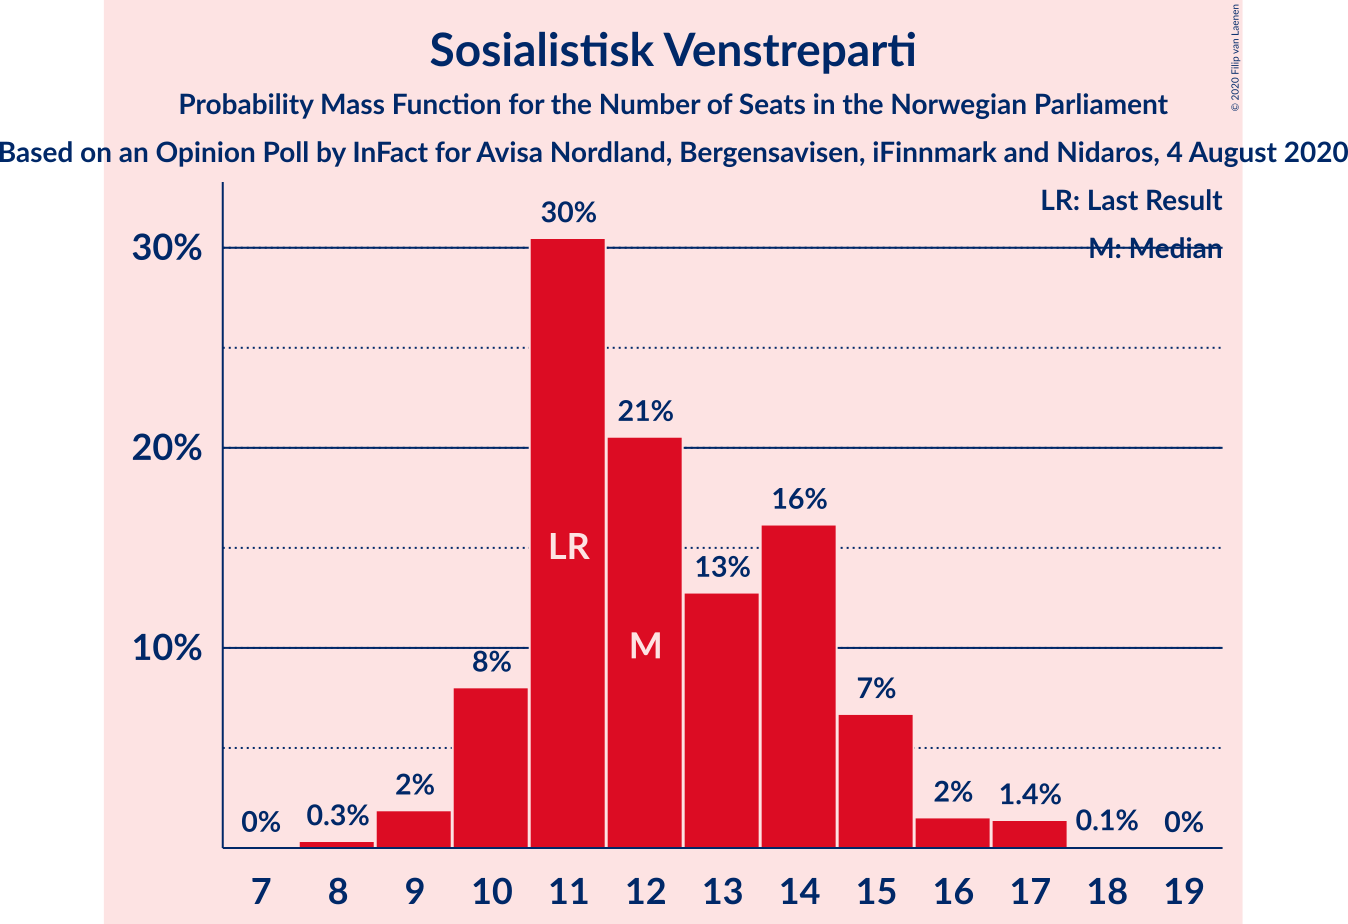 Sosialistisk Venstreparti
Probability Mass Function for the Number of Seats in the Norwegian Parliament
Based on an Opinion Poll by InFact for Avisa Nordland, Bergensavisen, iFinnmark and Nidaros, 4 August 2020
© 2020 Filip van Laenen
LR: Last Result
M: Median
30%
20%
10%
0%
0.3%
2%
8%
30%
21%
13%
16%
7%
2%
1.4%
0.1%
0%
LR
M
7 8 9 10 11 12 13 14 15 16 17 18 19